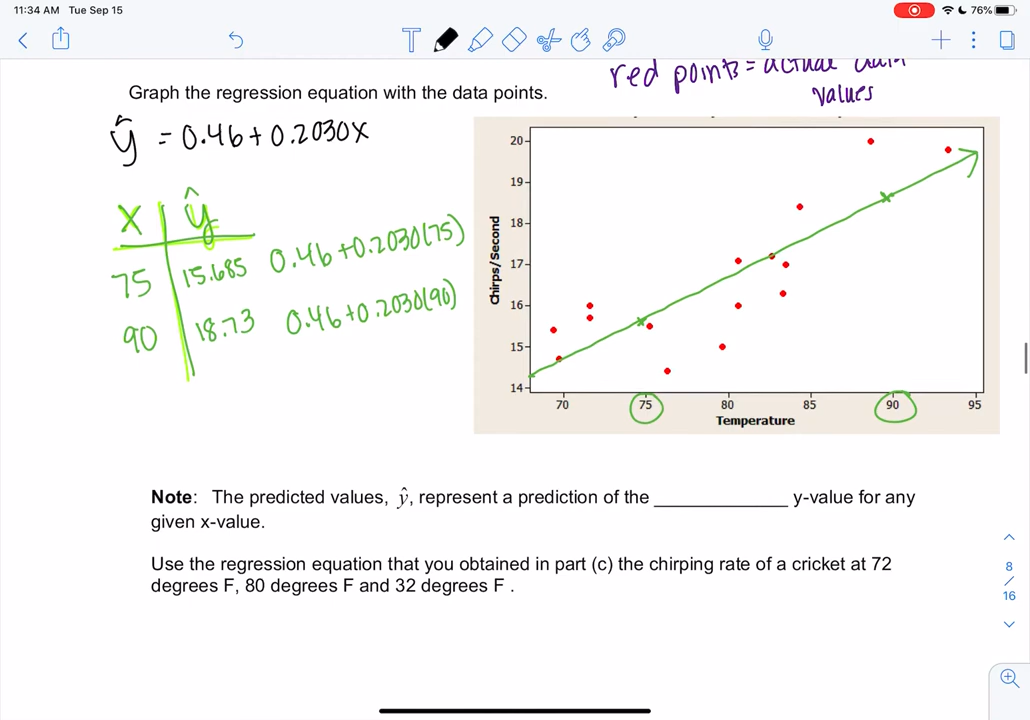 11:34 AM Tue Sep 15
76%
red points = actual data
values
Graph the regression equation with the data points.
ŷ = 0.46+0.2030x
x ŷ
75 15.685 0.46+0.2030(75)
90 18.73 0.46+0.2030(90)
20
19
18
17
16
15
14
Chirps/Second
70 75 80 85 90 95
Temperature
Note: The predicted values, ŷ, represent a prediction of the _____________ y-value for any
given x-value.
Use the regression equation that you obtained in part (c) the chirping rate of a cricket at 72
degrees F, 80 degrees F and 32 degrees F .
8
/
16